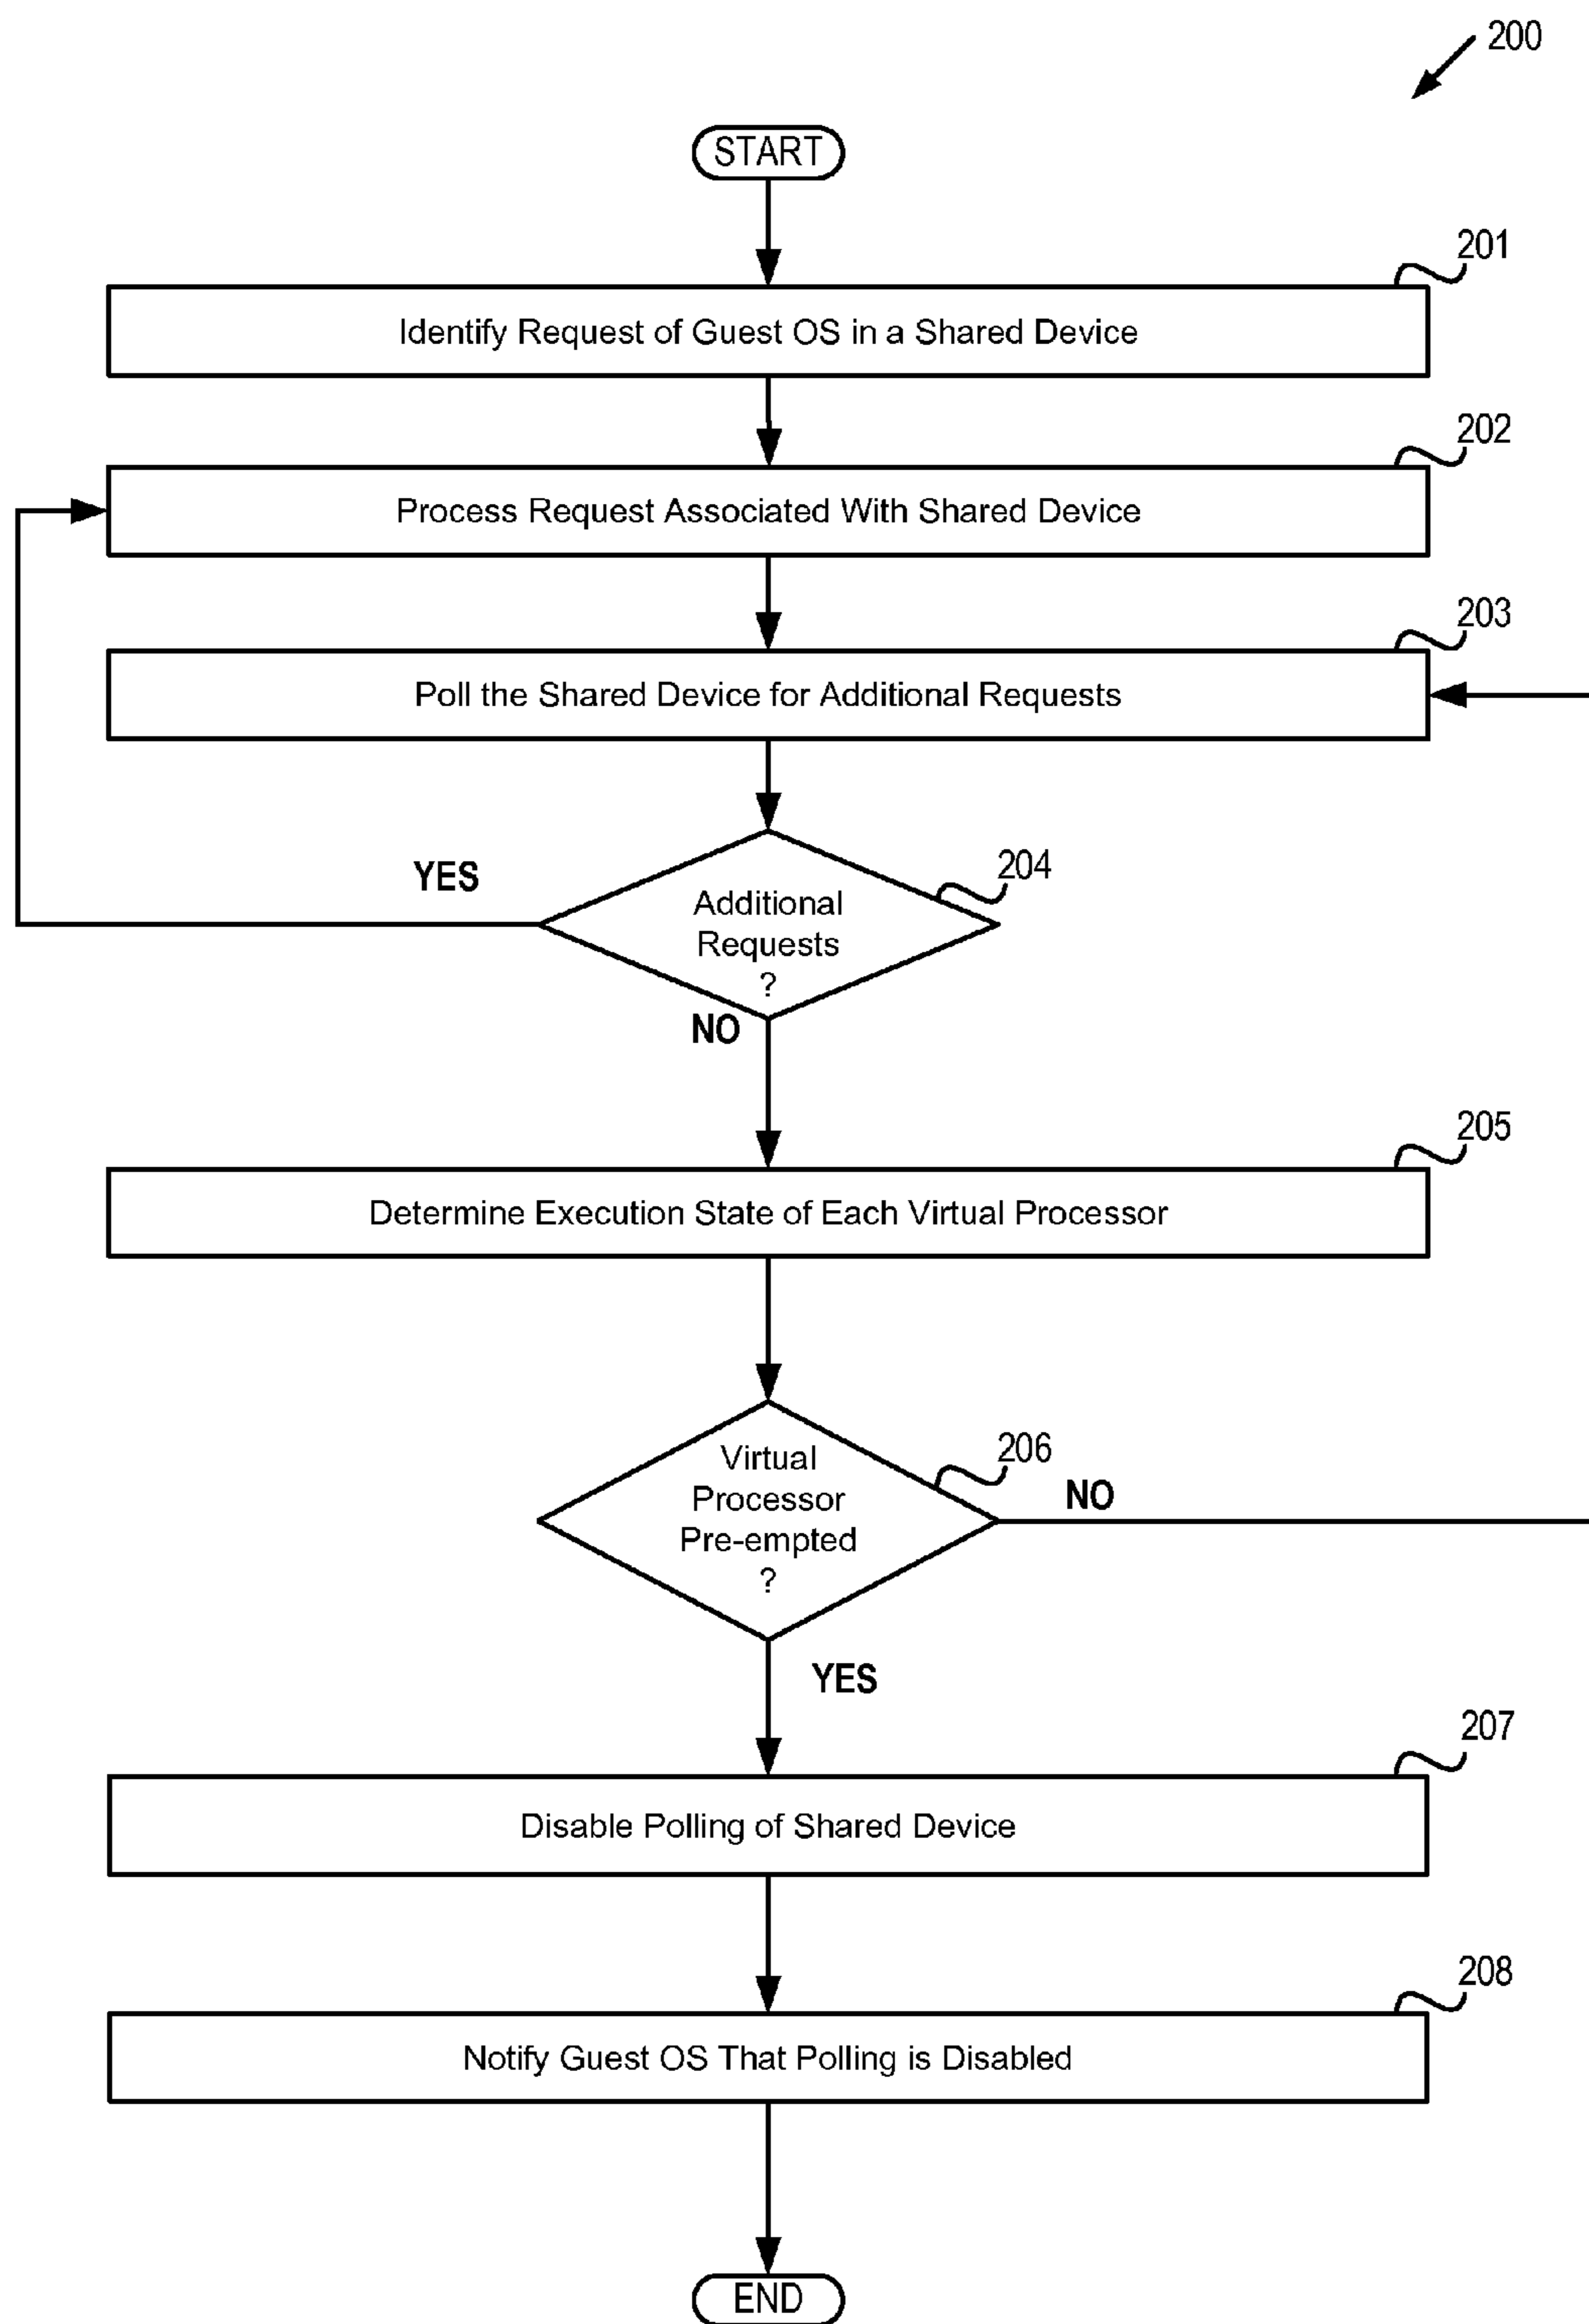 200
START
201
Identify Request of Guest OS in a Shared Device
202
Process Request Associated With Shared Device
203
Poll the Shared Device for Additional Requests
YES
204
Additional
Requests
?
NO
205
Determine Execution State of Each Virtual Processor
206
Virtual
Processor
Pre-empted
?
NO
YES
207
Disable Polling of Shared Device
208
Notify Guest OS That Polling is Disabled
END